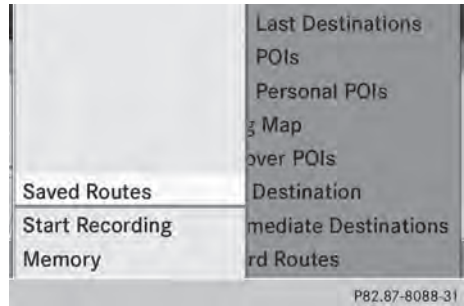 Last Destinations
POIs
Personal POIs
g Map
over POIs
Saved Routes
Destination
Start Recording
mediate Destinations
Memory
rd Routes
P82.87-8088-31